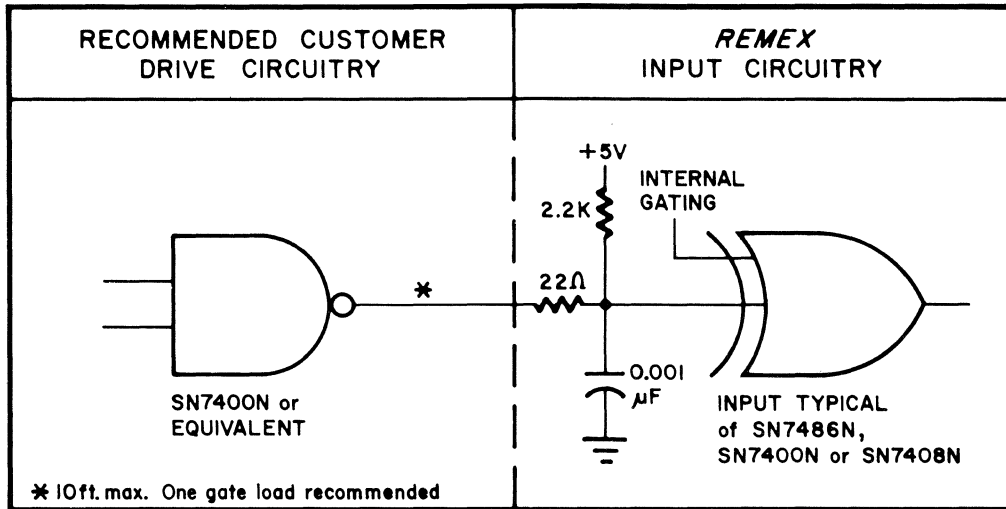 RECOMMENDED CUSTOMER
DRIVE CIRCUITRY
REMEX
INPUT CIRCUITRY
+5V
2.2K
INTERNAL
GATING
22Ω
*
0.001
µF
SN7400N or
EQUIVALENT
INPUT TYPICAL
of SN7486N,
SN7400N or SN7408N
* 10ft. max. One gate load recommended